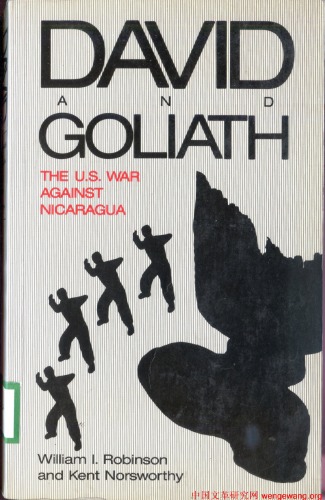 DAVID
AND
GOLIATH
THE U.S. WAR
AGAINST
NICARAGUA
William I. Robinson
and Kent Norsworthy
中国文革研究网 wengewang.org